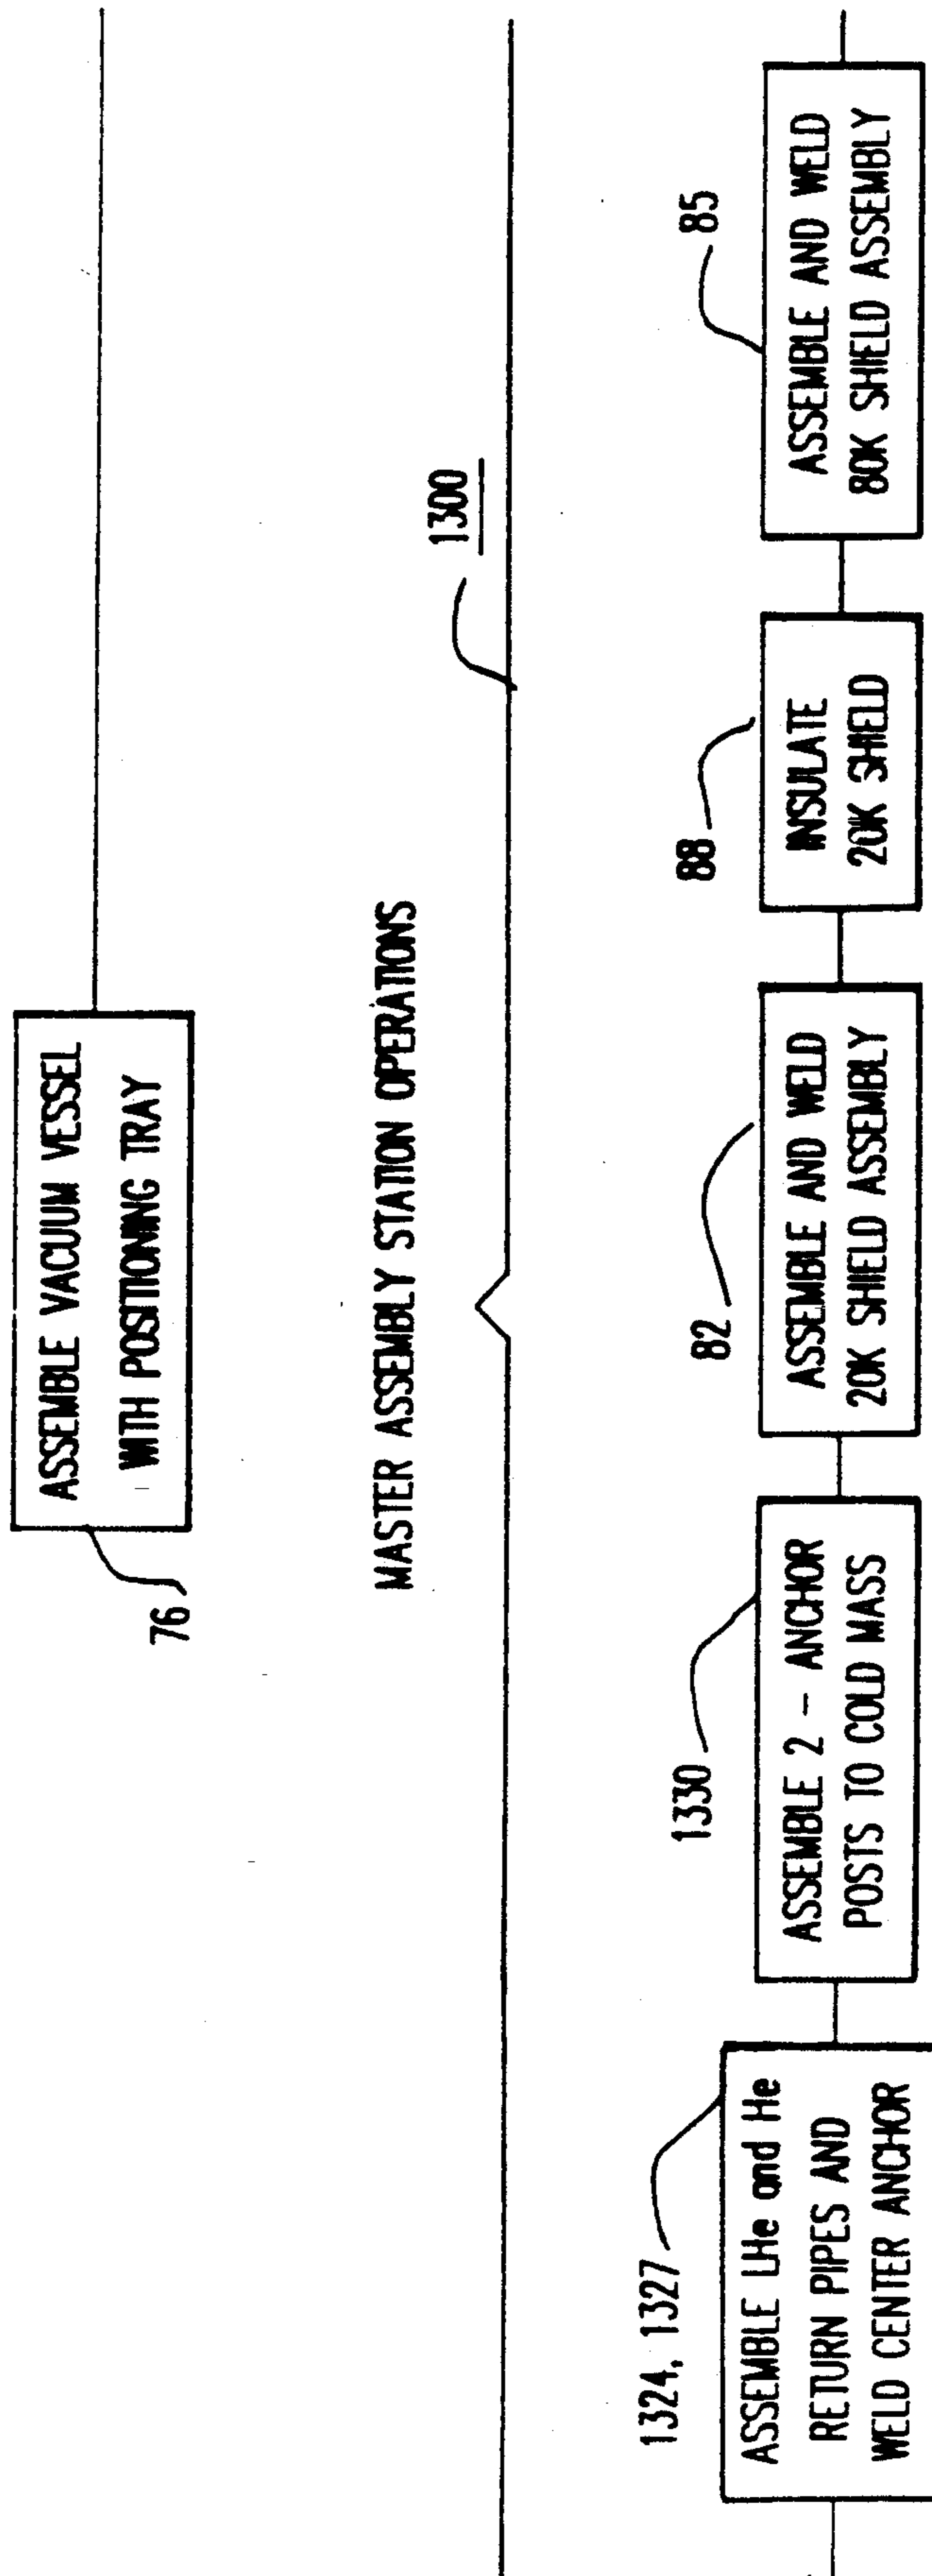 ASSEMBLE VACUUM VESSEL
WITH POSITIONING TRAY
76
MASTER ASSEMBLY STATION OPERATIONS
1300
1324, 1327
ASSEMBLE LHe and He
RETURN PIPES AND
WELD CENTER ANCHOR
1330
ASSEMBLE 2 - ANCHOR
POSTS TO COLD MASS
82
ASSEMBLE AND WELD
20K SHIELD ASSEMBLY
88
INSULATE
20K SHIELD
85
ASSEMBLE AND WELD
80K SHIELD ASSEMBLY